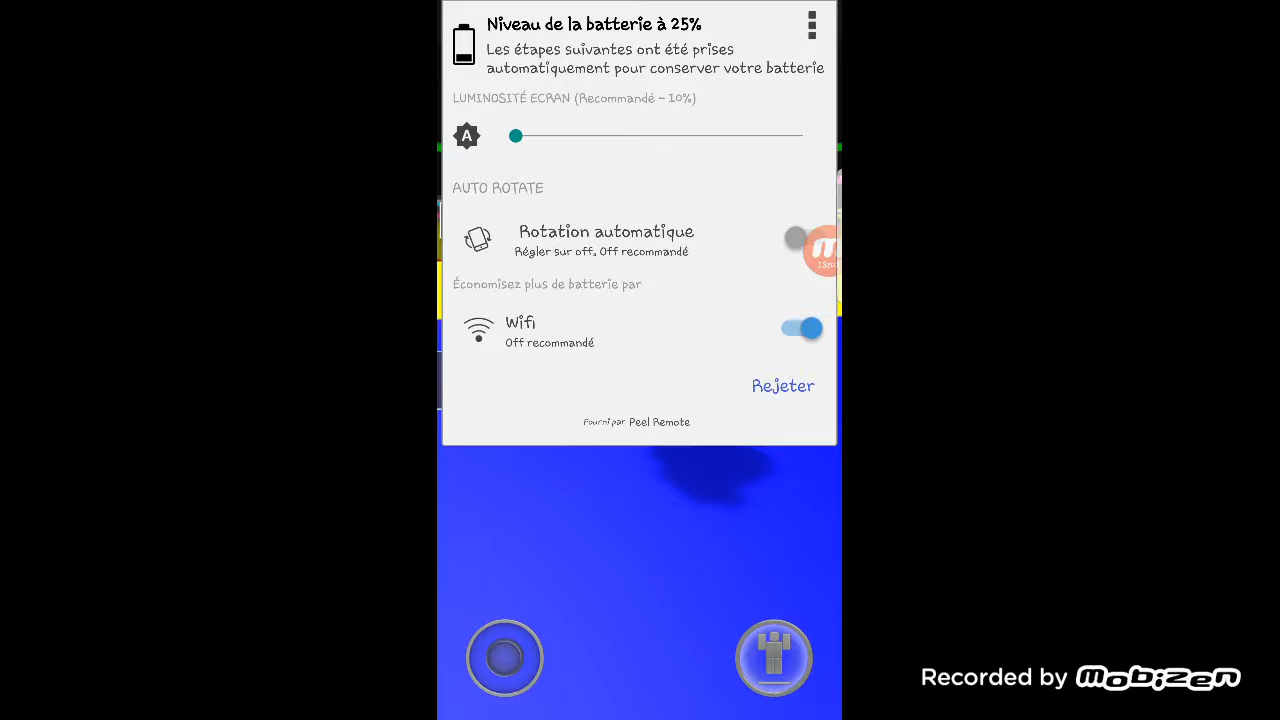 Niveau de la batterie à 25%
Les étapes suivantes ont été prises
automatiquement pour conserver votre batterie
LUMINOSITÉ ECRAN (Recommandé - 10%)
A
AUTO ROTATE
Rotation automatique
Régler sur off, Off recommandé
Économisez plus de batterie par
Wifi
Off recommandé
Rejeter
Fourni par Peel Remote
Recorded by mobizen